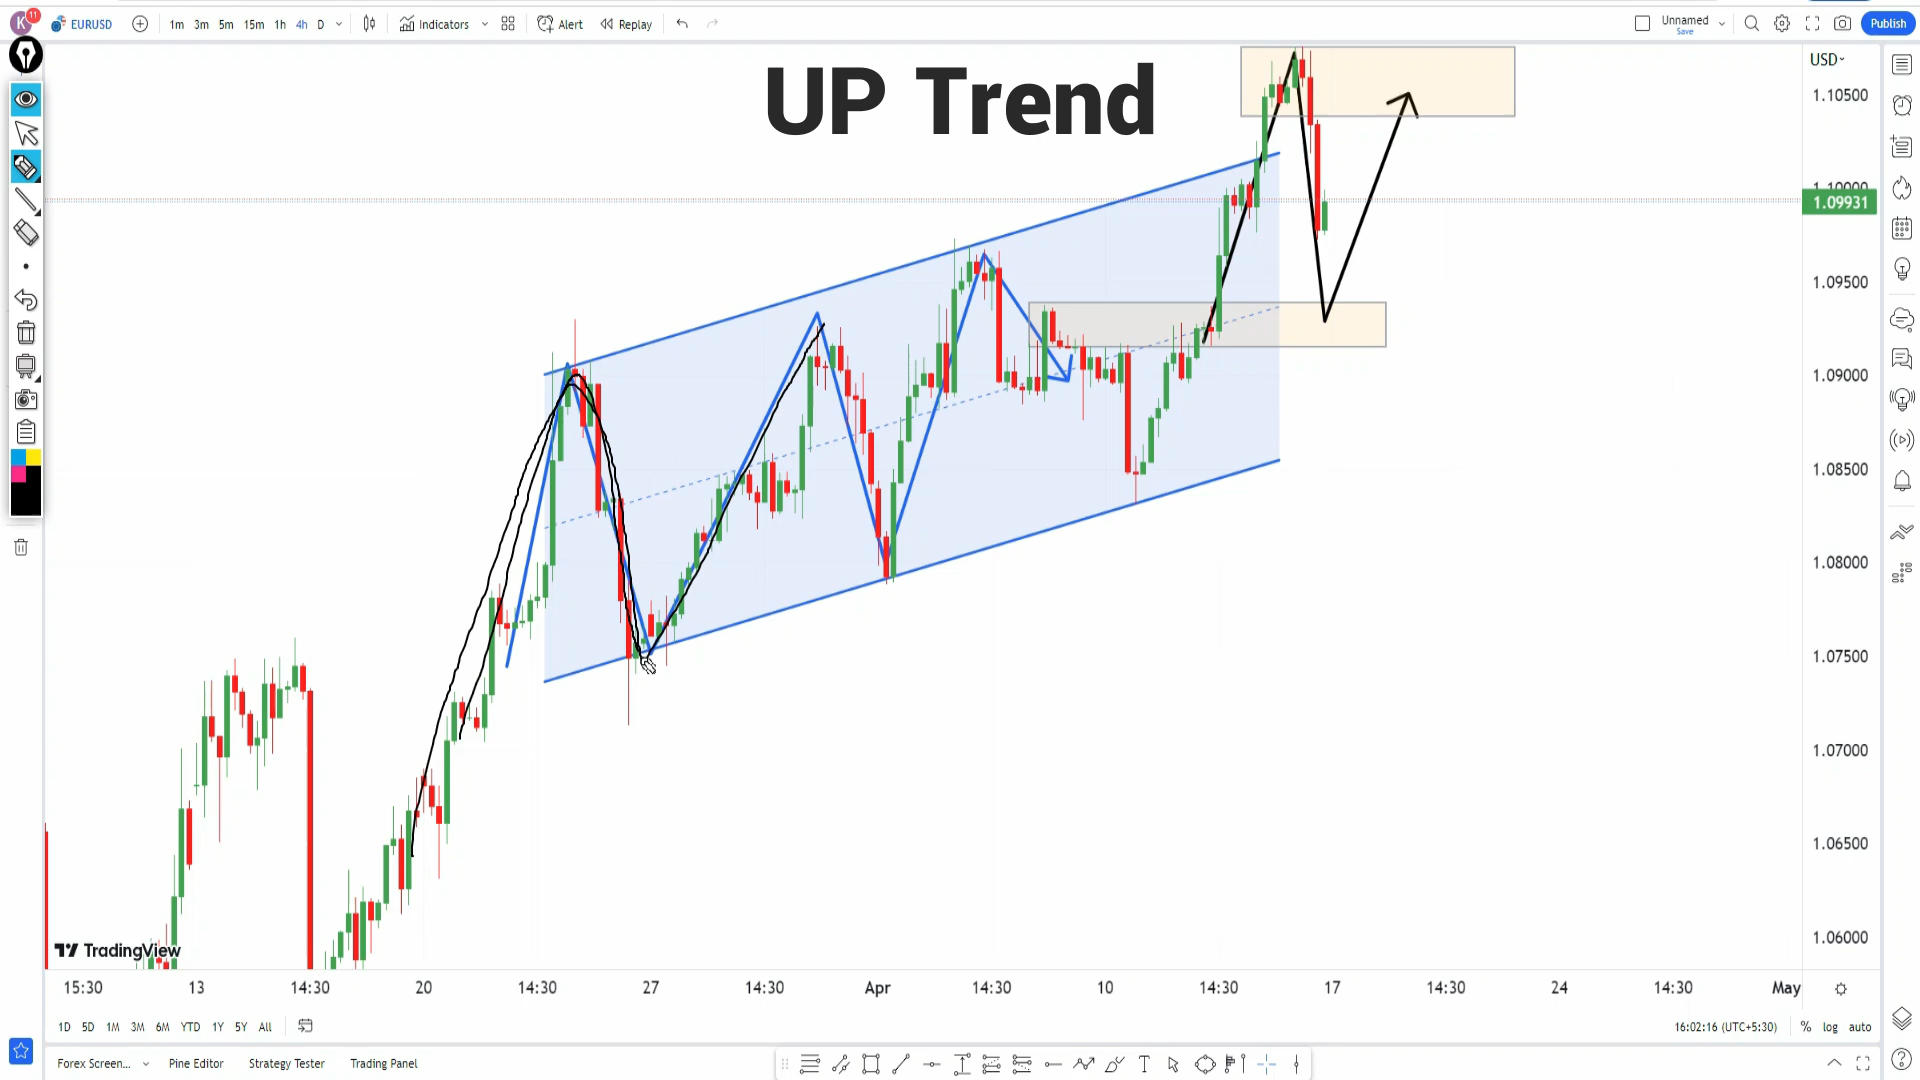 K 11 EURUSD 1m 3m 5m 15m 1h 4h D Indicators Alert Replay Unnamed Save Publish
UP Trend
USD
1.10500
1.10000
1.09931
1.09500
1.09000
1.08500
1.08000
1.07500
1.07000
1.06500
1.06000
TradingView
15:30 13 14:30 20 14:30 27 14:30 Apr 14:30 10 14:30 17 14:30 24 14:30 May
1D 5D 1M 3M 6M YTD 1Y 5Y All 16:02:16 (UTC+5:30) % log auto
Forex Screen... Pine Editor Strategy Tester Trading Panel